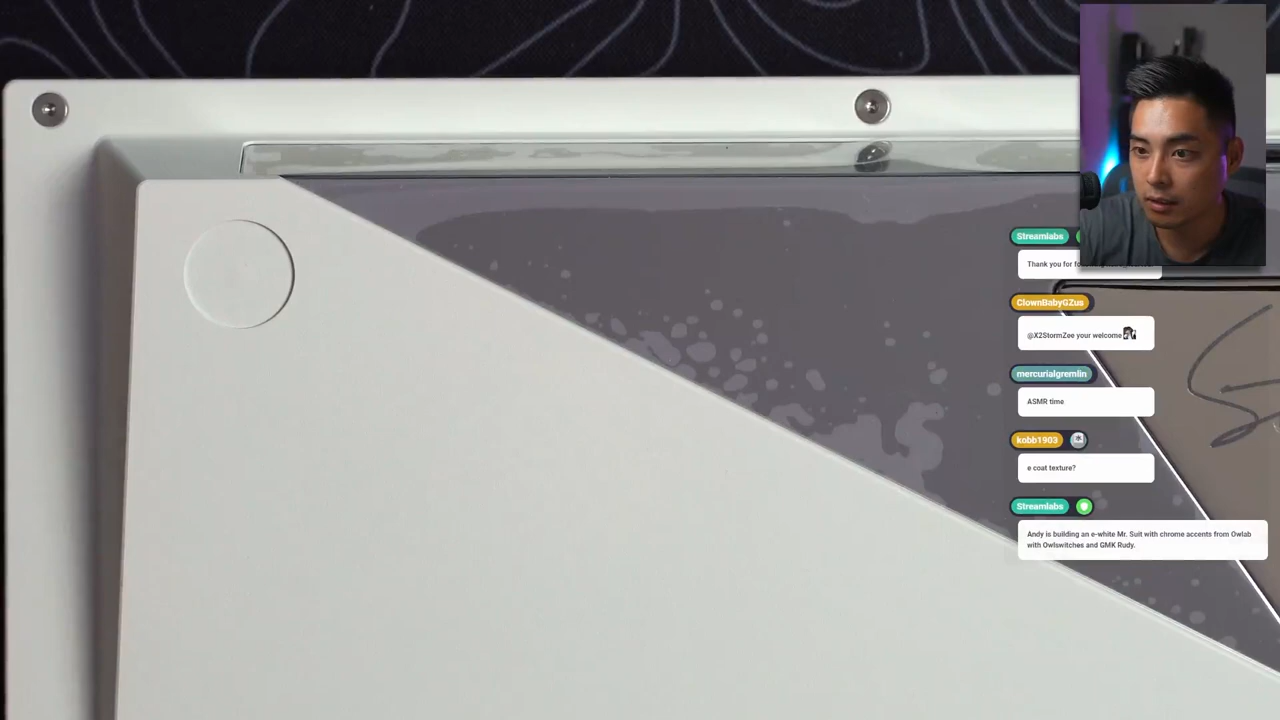 Streamlabs
Thank you for fo
ClownBabyGZus
@X2StormZee your welcome
mercurialgremlin
ASMR time
kobb1903
e coat texture?
Streamlabs
Andy is building an e-white Mr. Suit with chrome accents from Owlab
with Owlswitches and GMK Rudy.